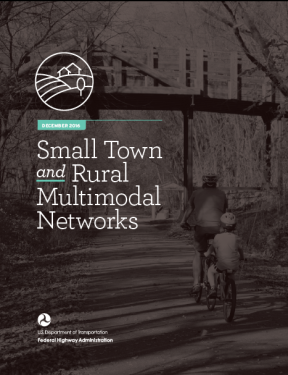 DECEMBER 2016
Small Town
and Rural
Multimodal
Networks
U.S. Department of Transportation
Federal Highway Administration